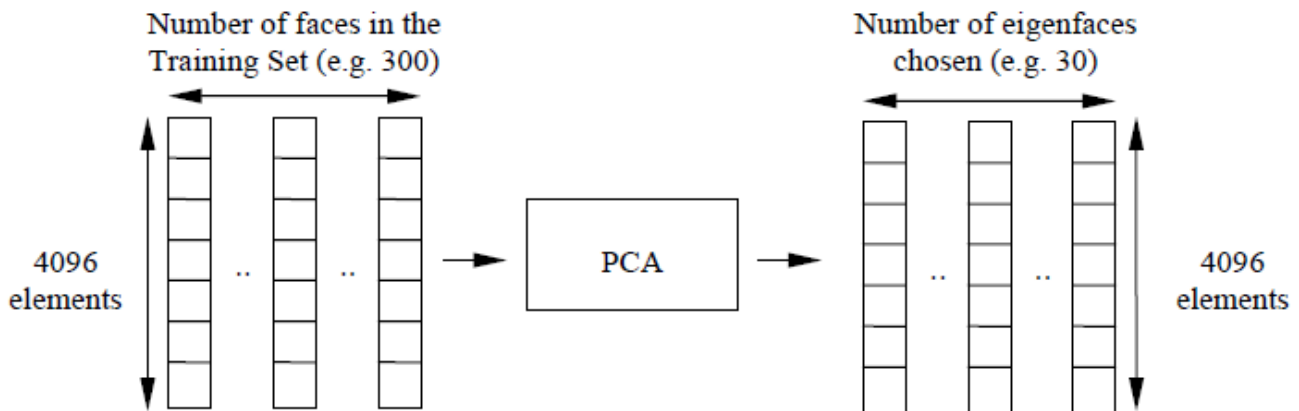 Number of faces in the
Training Set (e.g. 300)
Number of eigenfaces
chosen (e.g. 30)
4096
elements
..
..
PCA
..
..
4096
elements